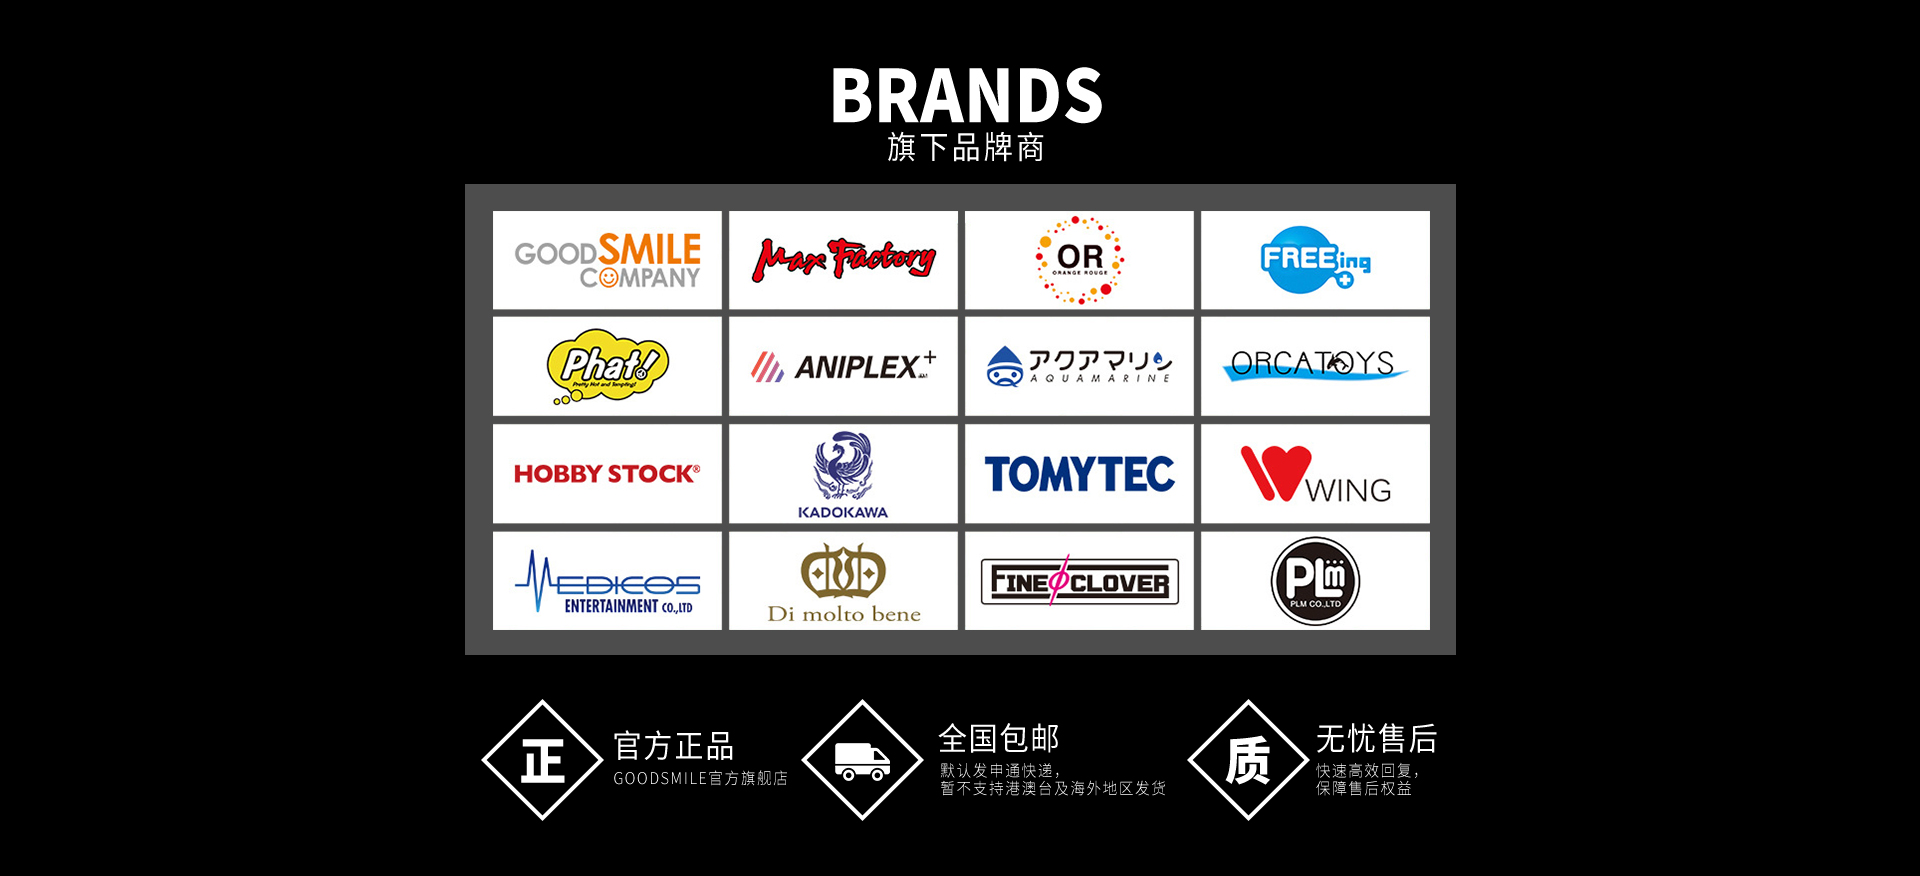 BRANDS
旗下品牌商
GOOD SMILE
COMPANY
Max Factory
OR
ORANGE ROUGE
FREEing
Phat!
Pretty Hot and Tempting!
ANIPLEX+
アクアマリン
AQUAMARINE
ORCATOYS
HOBBY STOCK®
KADOKAWA
TOMYTEC
WING
MEDICOS
ENTERTAINMENT CO.,LTD
Di molto bene
FINE CLOVER
PLm
PLM CO.,LTD
正
官方正品
GOODSMILE官方旗舰店
全国包邮
默认发申通快递，
暂不支持港澳台及海外地区发货
质
无忧售后
快速高效回复，
保障售后权益